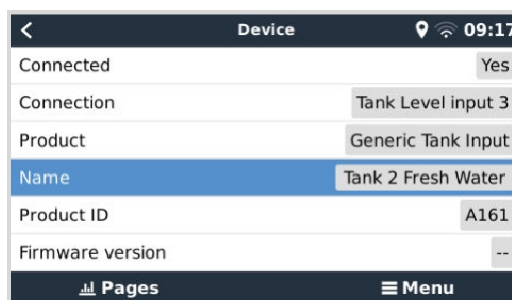 Device 09:17
Connected Yes
Connection Tank Level input 3
Product Generic Tank Input
Name Tank 2 Fresh Water
Product ID A161
Firmware version --
Pages Menu